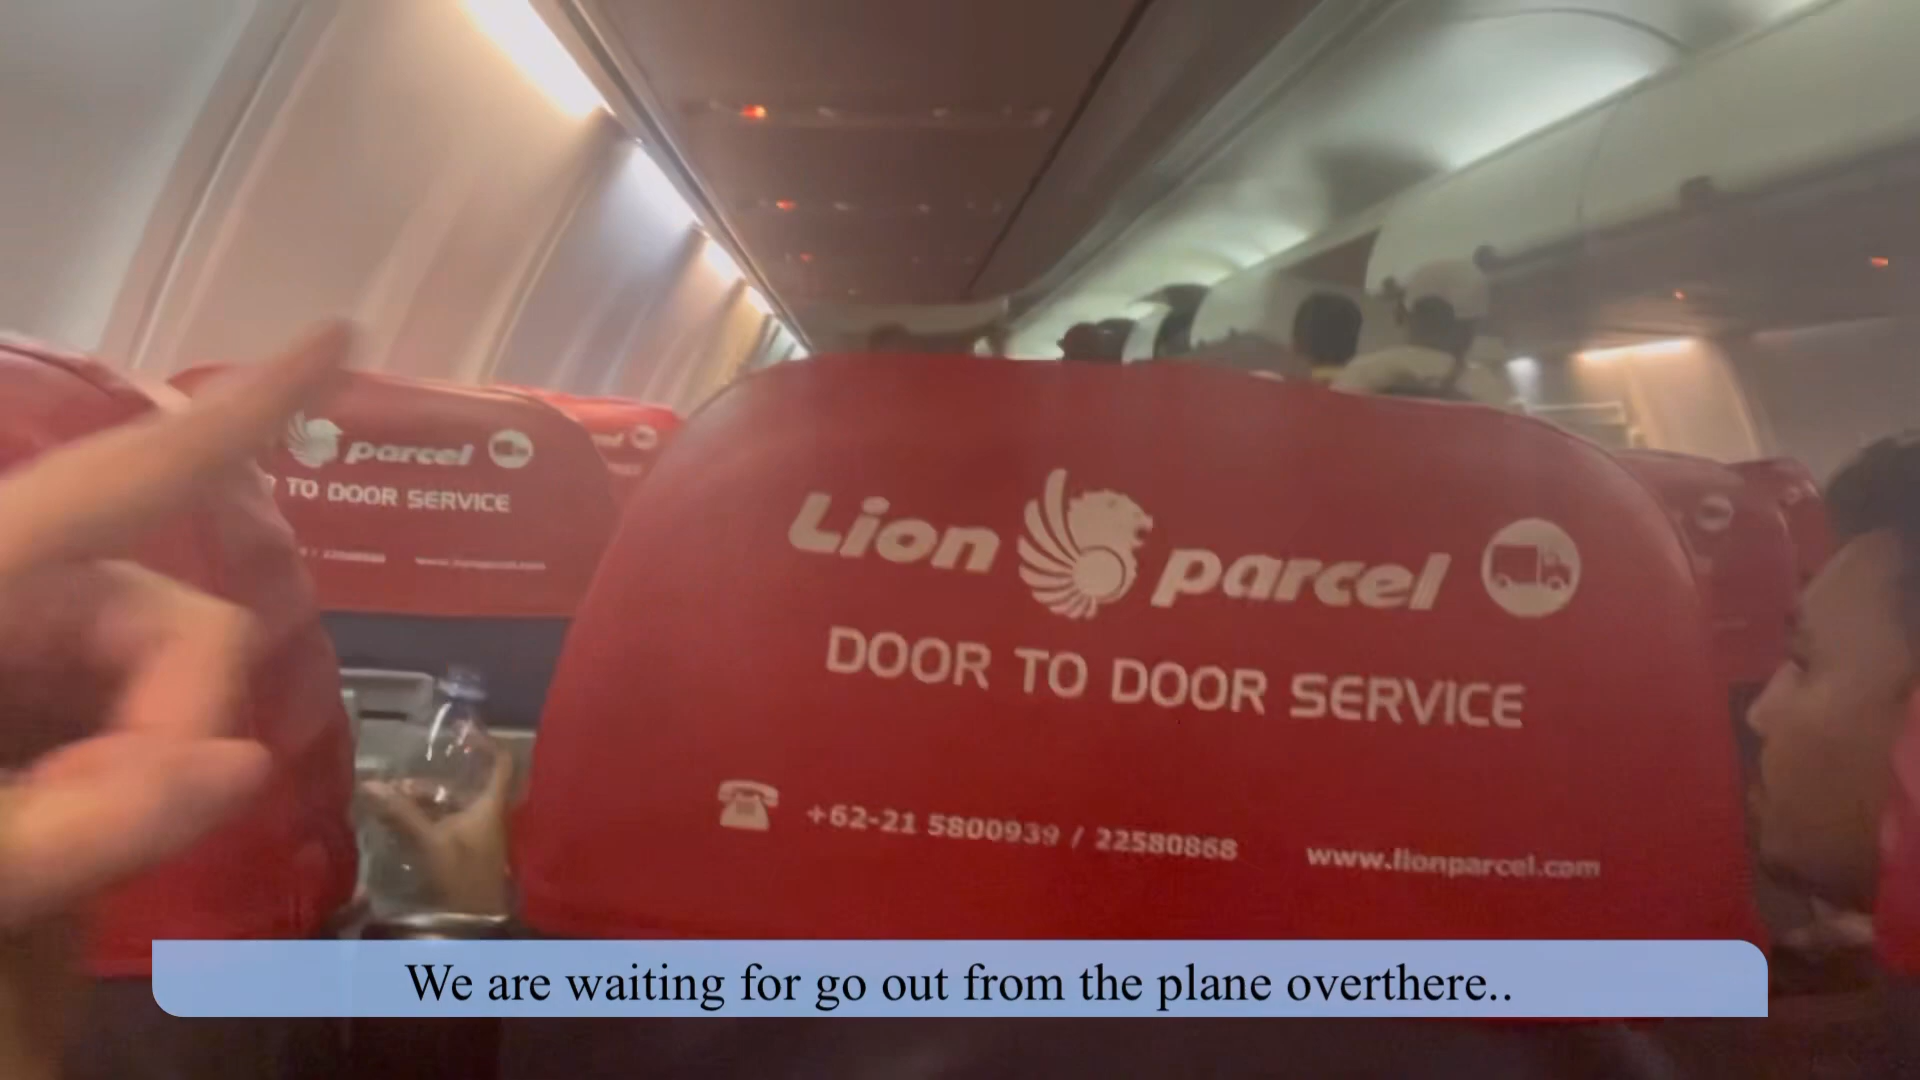 parcel
TO DOOR SERVICE
Lion parcel
DOOR TO DOOR SERVICE
+62-21 5800939 / 22580868 www.lionparcel.com
We are waiting for go out from the plane overthere..